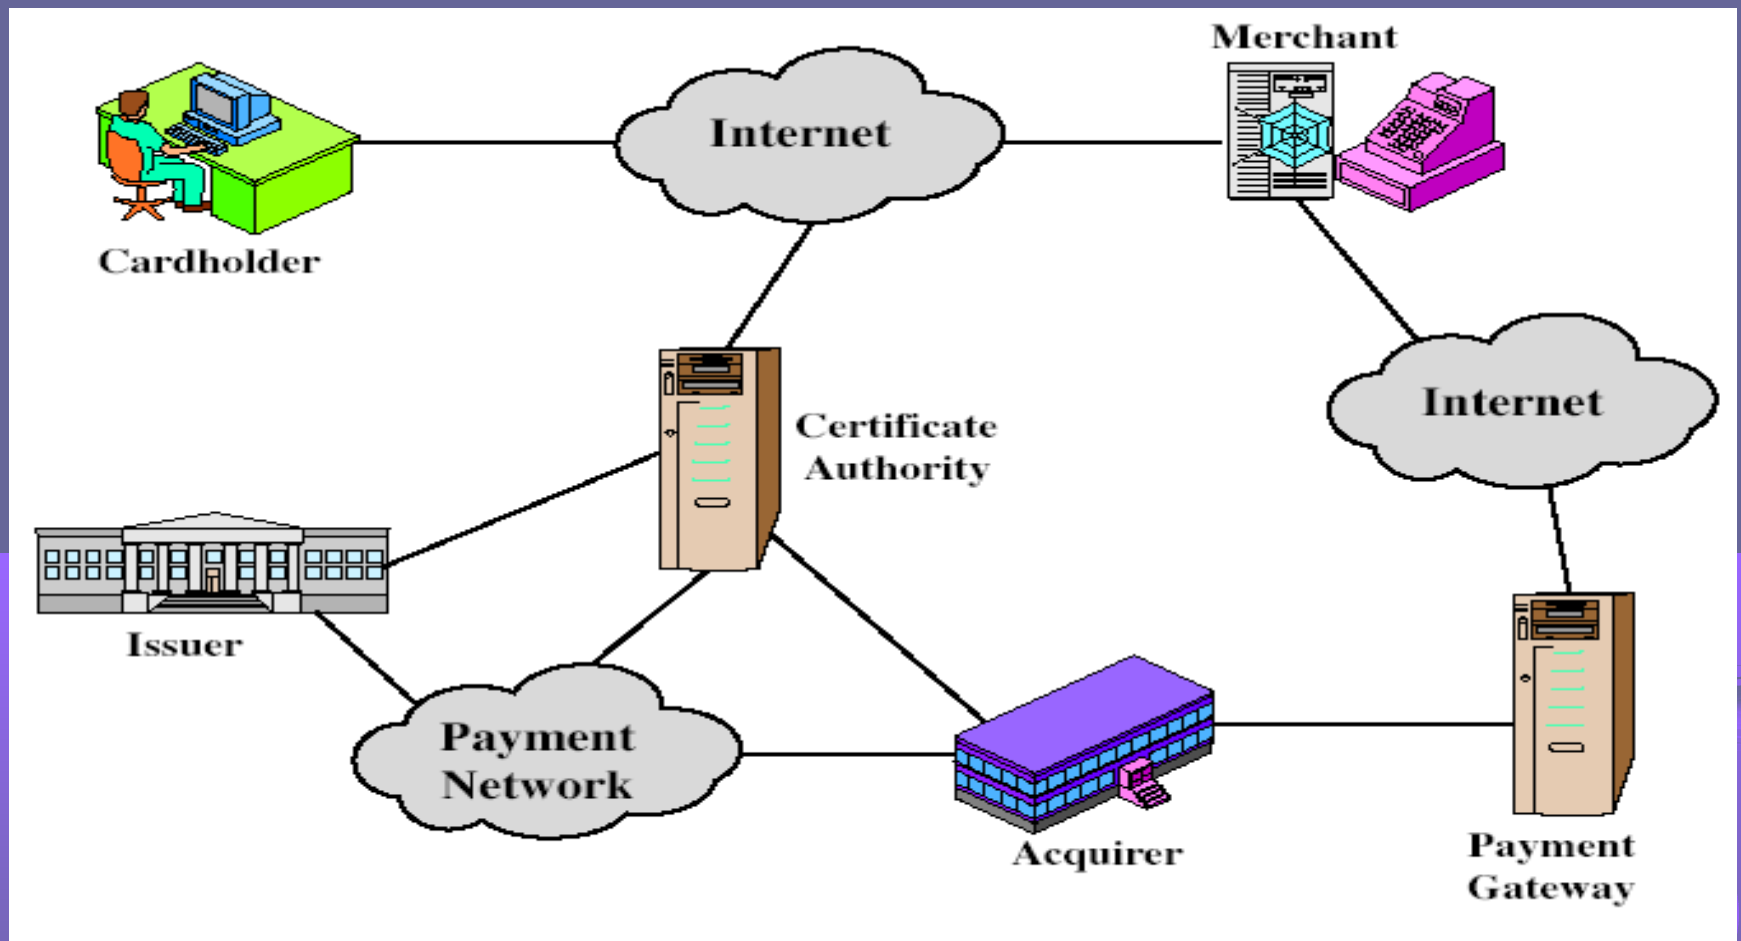 Merchant
Internet
Cardholder
Internet
Certificate
Authority
Issuer
Payment
Network
Acquirer
Payment
Gateway